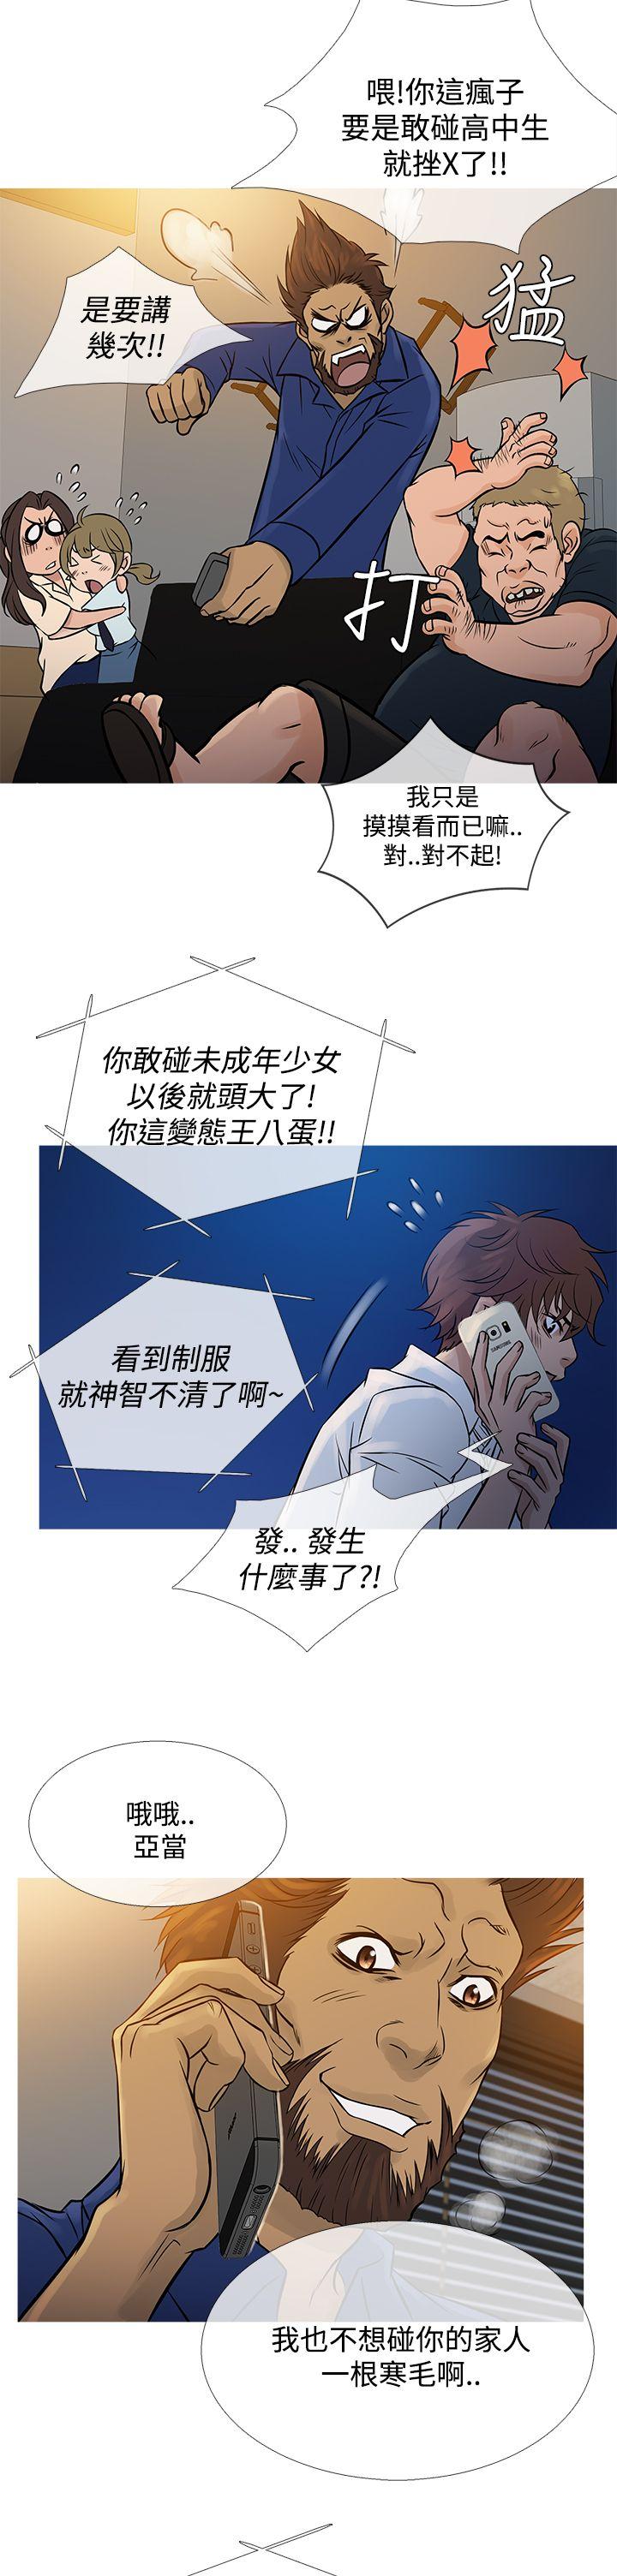 喂!你這瘋子
要是敢碰高中生
就挫X了!!
是要講
幾次!!
猛
打
我只是
摸摸看而已嘛..
對..對不起!
你敢碰未成年少女
以後就頭大了!
你這變態王八蛋!!
SAMSUNG
看到制服
就神智不清了啊~
發.. 發生
什麼事了?!
哦哦..
亞當
我也不想碰你的家人
一根寒毛啊..